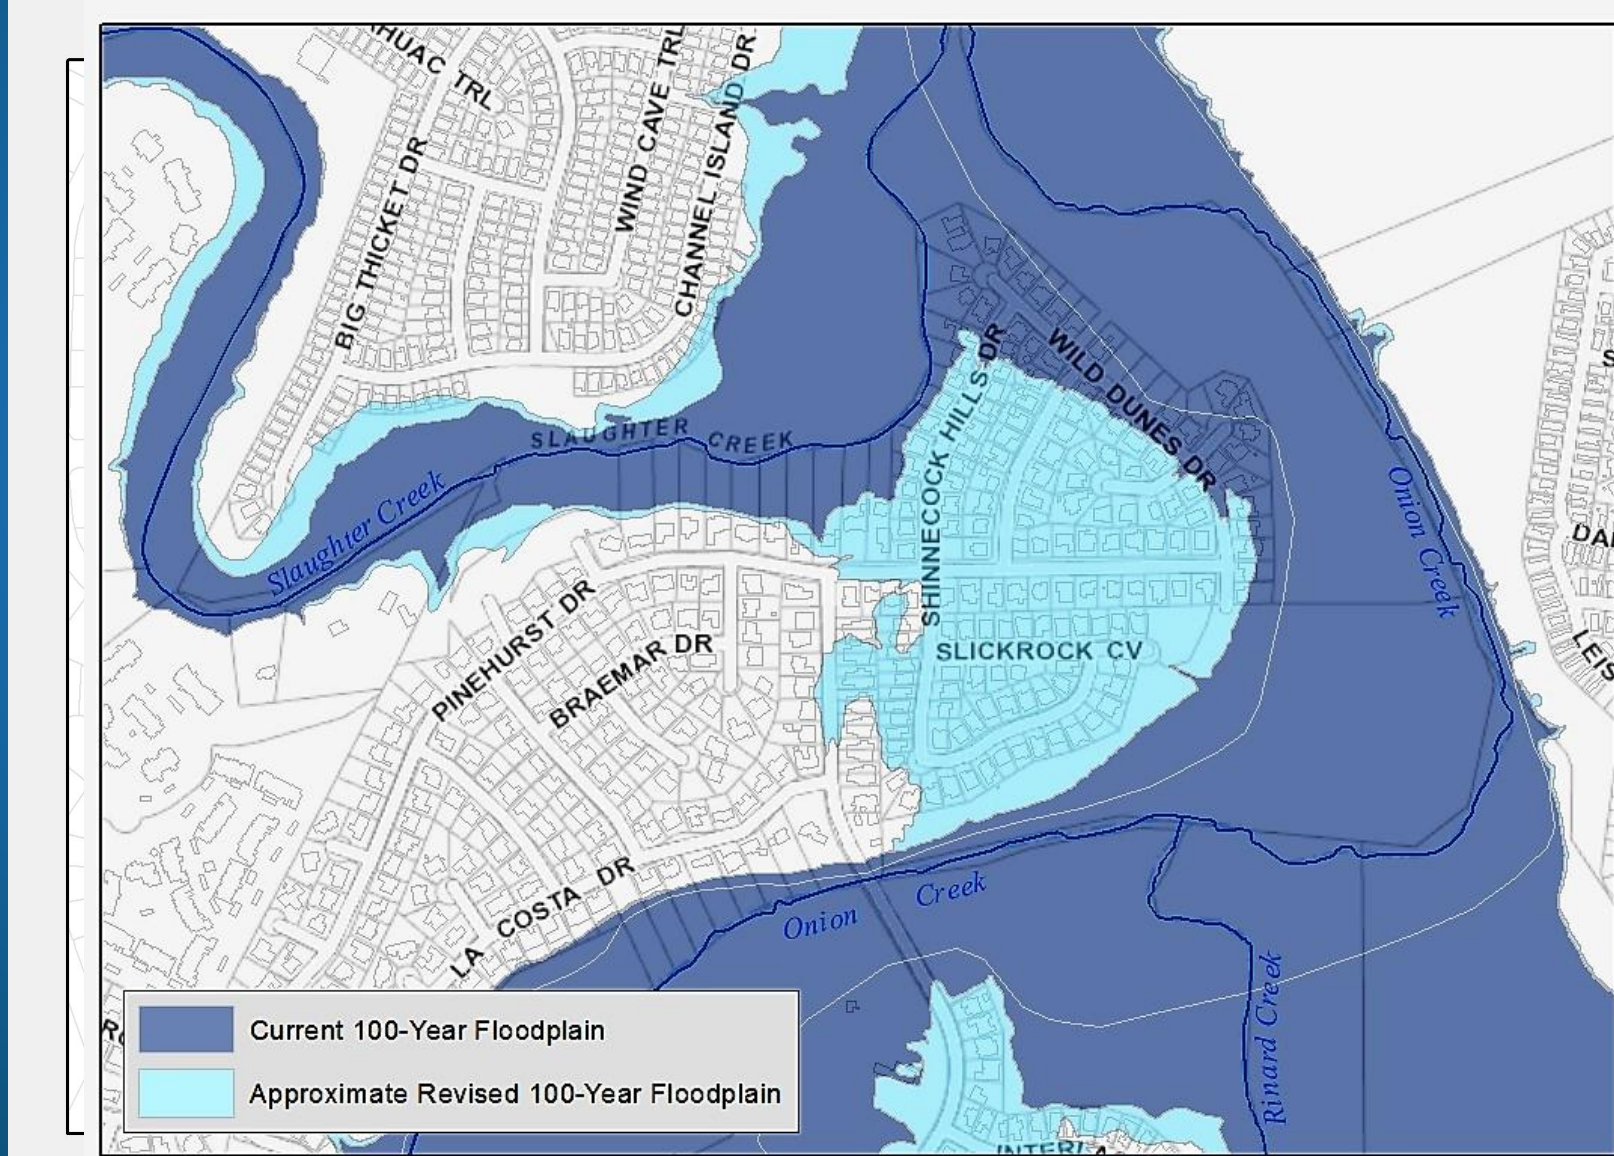 TRL
WIND CAVE TRL
CHANNEL ISLAND DR.
BIG THICKET DR
SHINNECOCK HILLS DR
WILD DUNES DR
SLAUGHTER CREEK
Slaughter Creek
Onion Creek
PINEHURST DR
BRAEMAR DR
SLICKROCK CV
LA COSTA DR
Onion Creek
Rinard Creek
Current 100-Year Floodplain
Approximate Revised 100-Year Floodplain